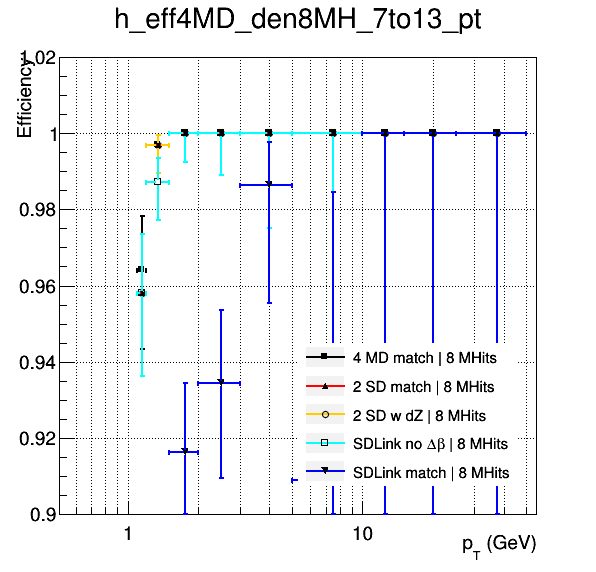 h_eff4MD_den8MH_7to13_pt
Efficiency
1.02
1
0.98
0.96
0.94
0.92
0.9
4 MD match | 8 MHits
2 SD match | 8 MHits
2 SD w dZ | 8 MHits
SDLink no Δβ | 8 MHits
SDLink match | 8 MHits
1
10
p_T (GeV)